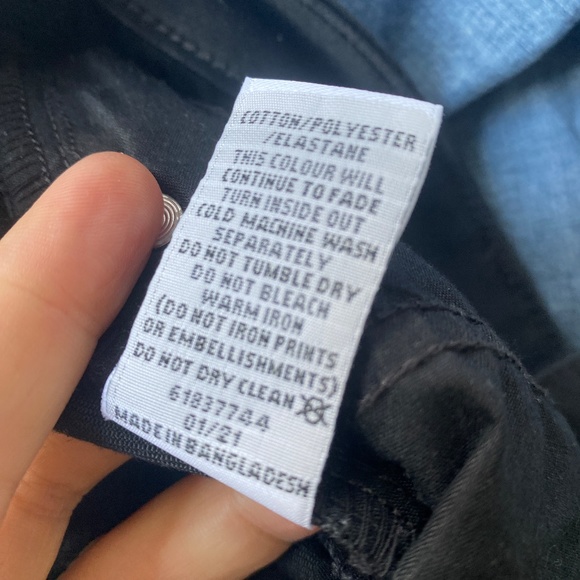 COTTON/POLYESTER
/ELASTANE
THIS COLOUR WILL
CONTINUE TO FADE
TURN INSIDE OUT
COLD MACHINE WASH
SEPARATELY
DO NOT TUMBLE DRY
DO NOT BLEACH
WARM IRON
(DO NOT IRON PRINTS
OR EMBELLISHMENTS)
DO NOT DRY CLEAN
61837744
01/21
MADE IN BANGLADESH